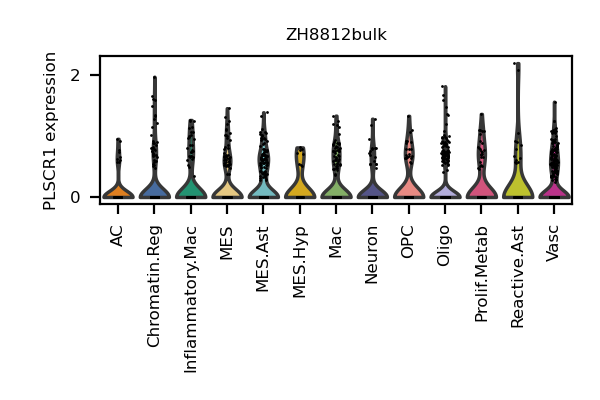 ZH8812bulk
PLSCR1 expression
2
0
AC
Chromatin.Reg
Inflammatory.Mac
MES
MES.Ast
MES.Hyp
Mac
Neuron
OPC
Oligo
Prolif.Metab
Reactive.Ast
Vasc